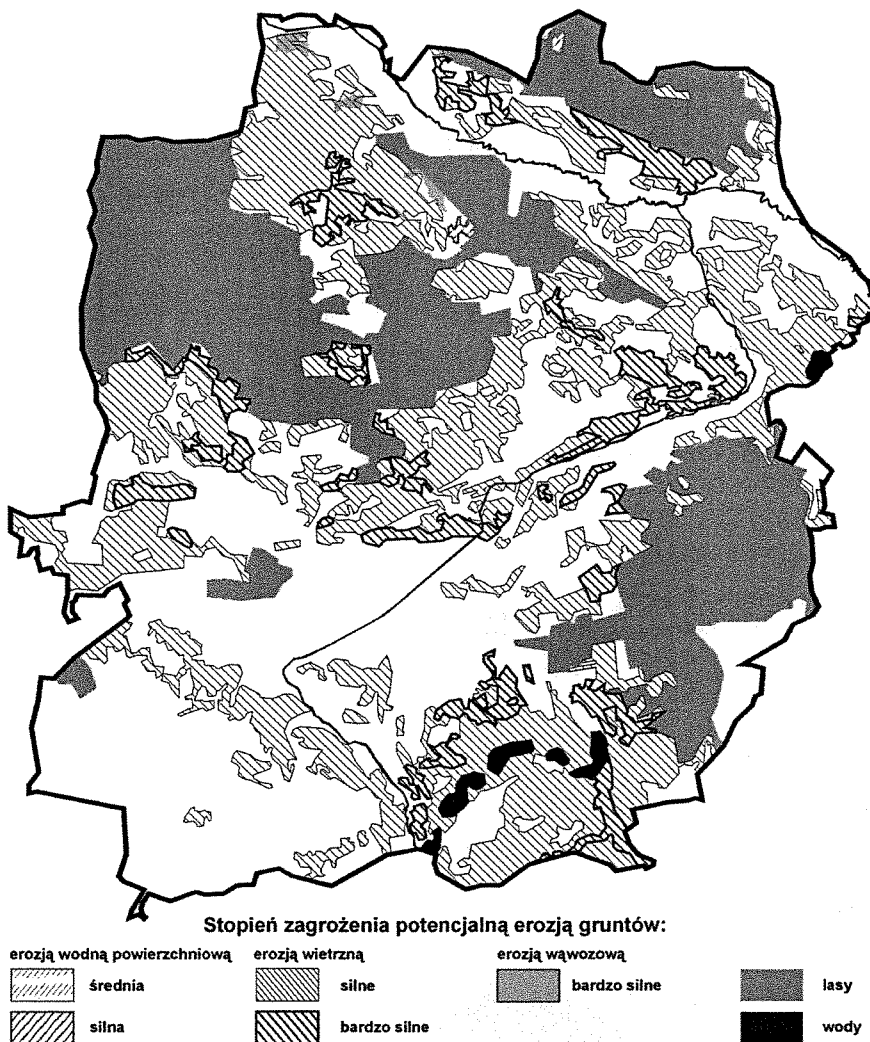 Stopień zagrożenia potencjalną erozją gruntów:
erozją wodną powierzchniową erozją wietrzną erozją wąwozową
średnia silne bardzo silne lasy
silna bardzo silne wody